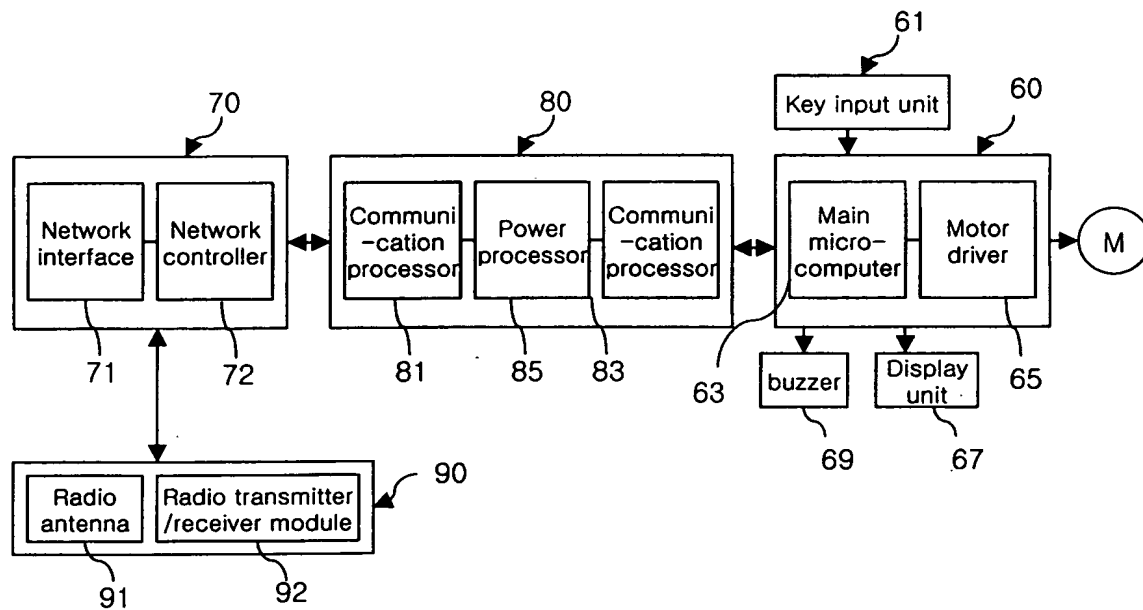 61
70
80
Key input unit
60
Network
interface
Network
controller
Communi
-cation
processor
Power
processor
Communi
-cation
processor
Main
micro-
computer
Motor
driver
M
71
72
81
85
83
63
buzzer
Display
unit
65
69
67
Radio
antenna
Radio transmitter
/receiver module
90
91
92